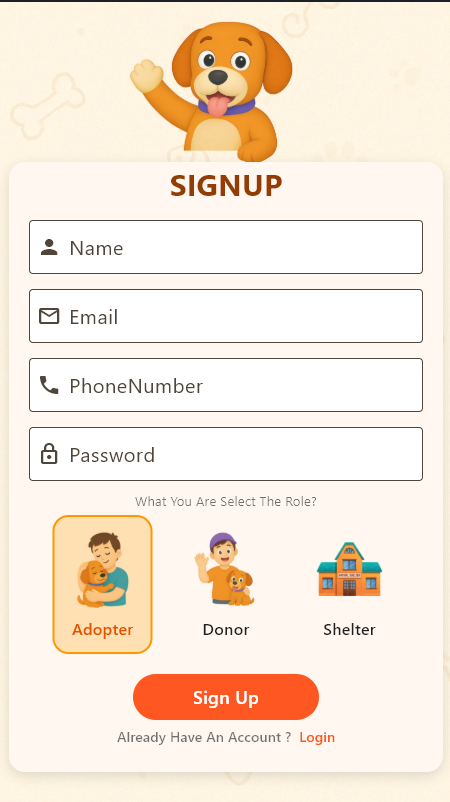 SIGNUP
Name
Email
PhoneNumber
Password
What You Are Select The Role?
Adopter
Donor
Shelter
Sign Up
Already Have An Account ? Login